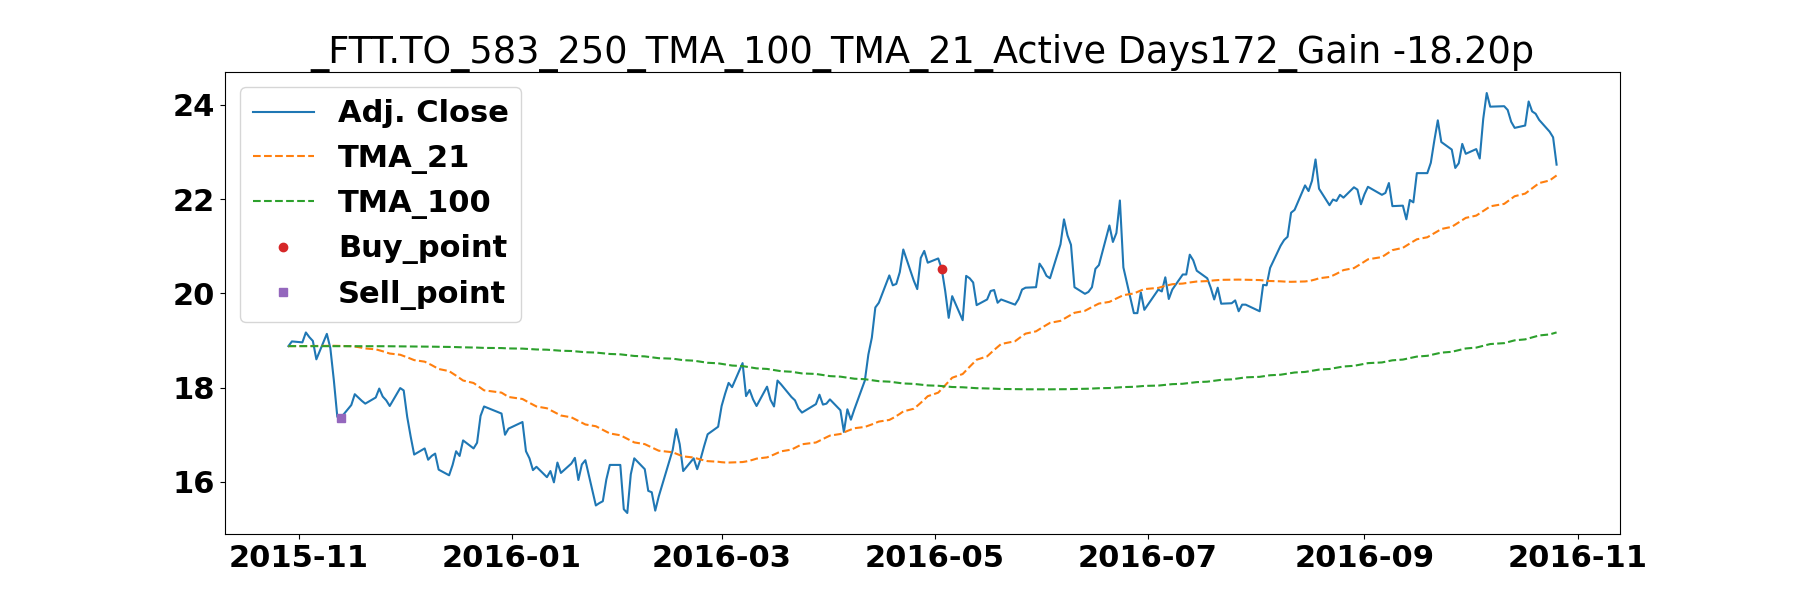 _FTT.TO_583_250_TMA_100_TMA_21_Active Days172_Gain -18.20p
Adj. Close
TMA_21
TMA_100
Buy_point
Sell_point
24
22
20
18
16
2015-11 2016-01 2016-03 2016-05 2016-07 2016-09 2016-11